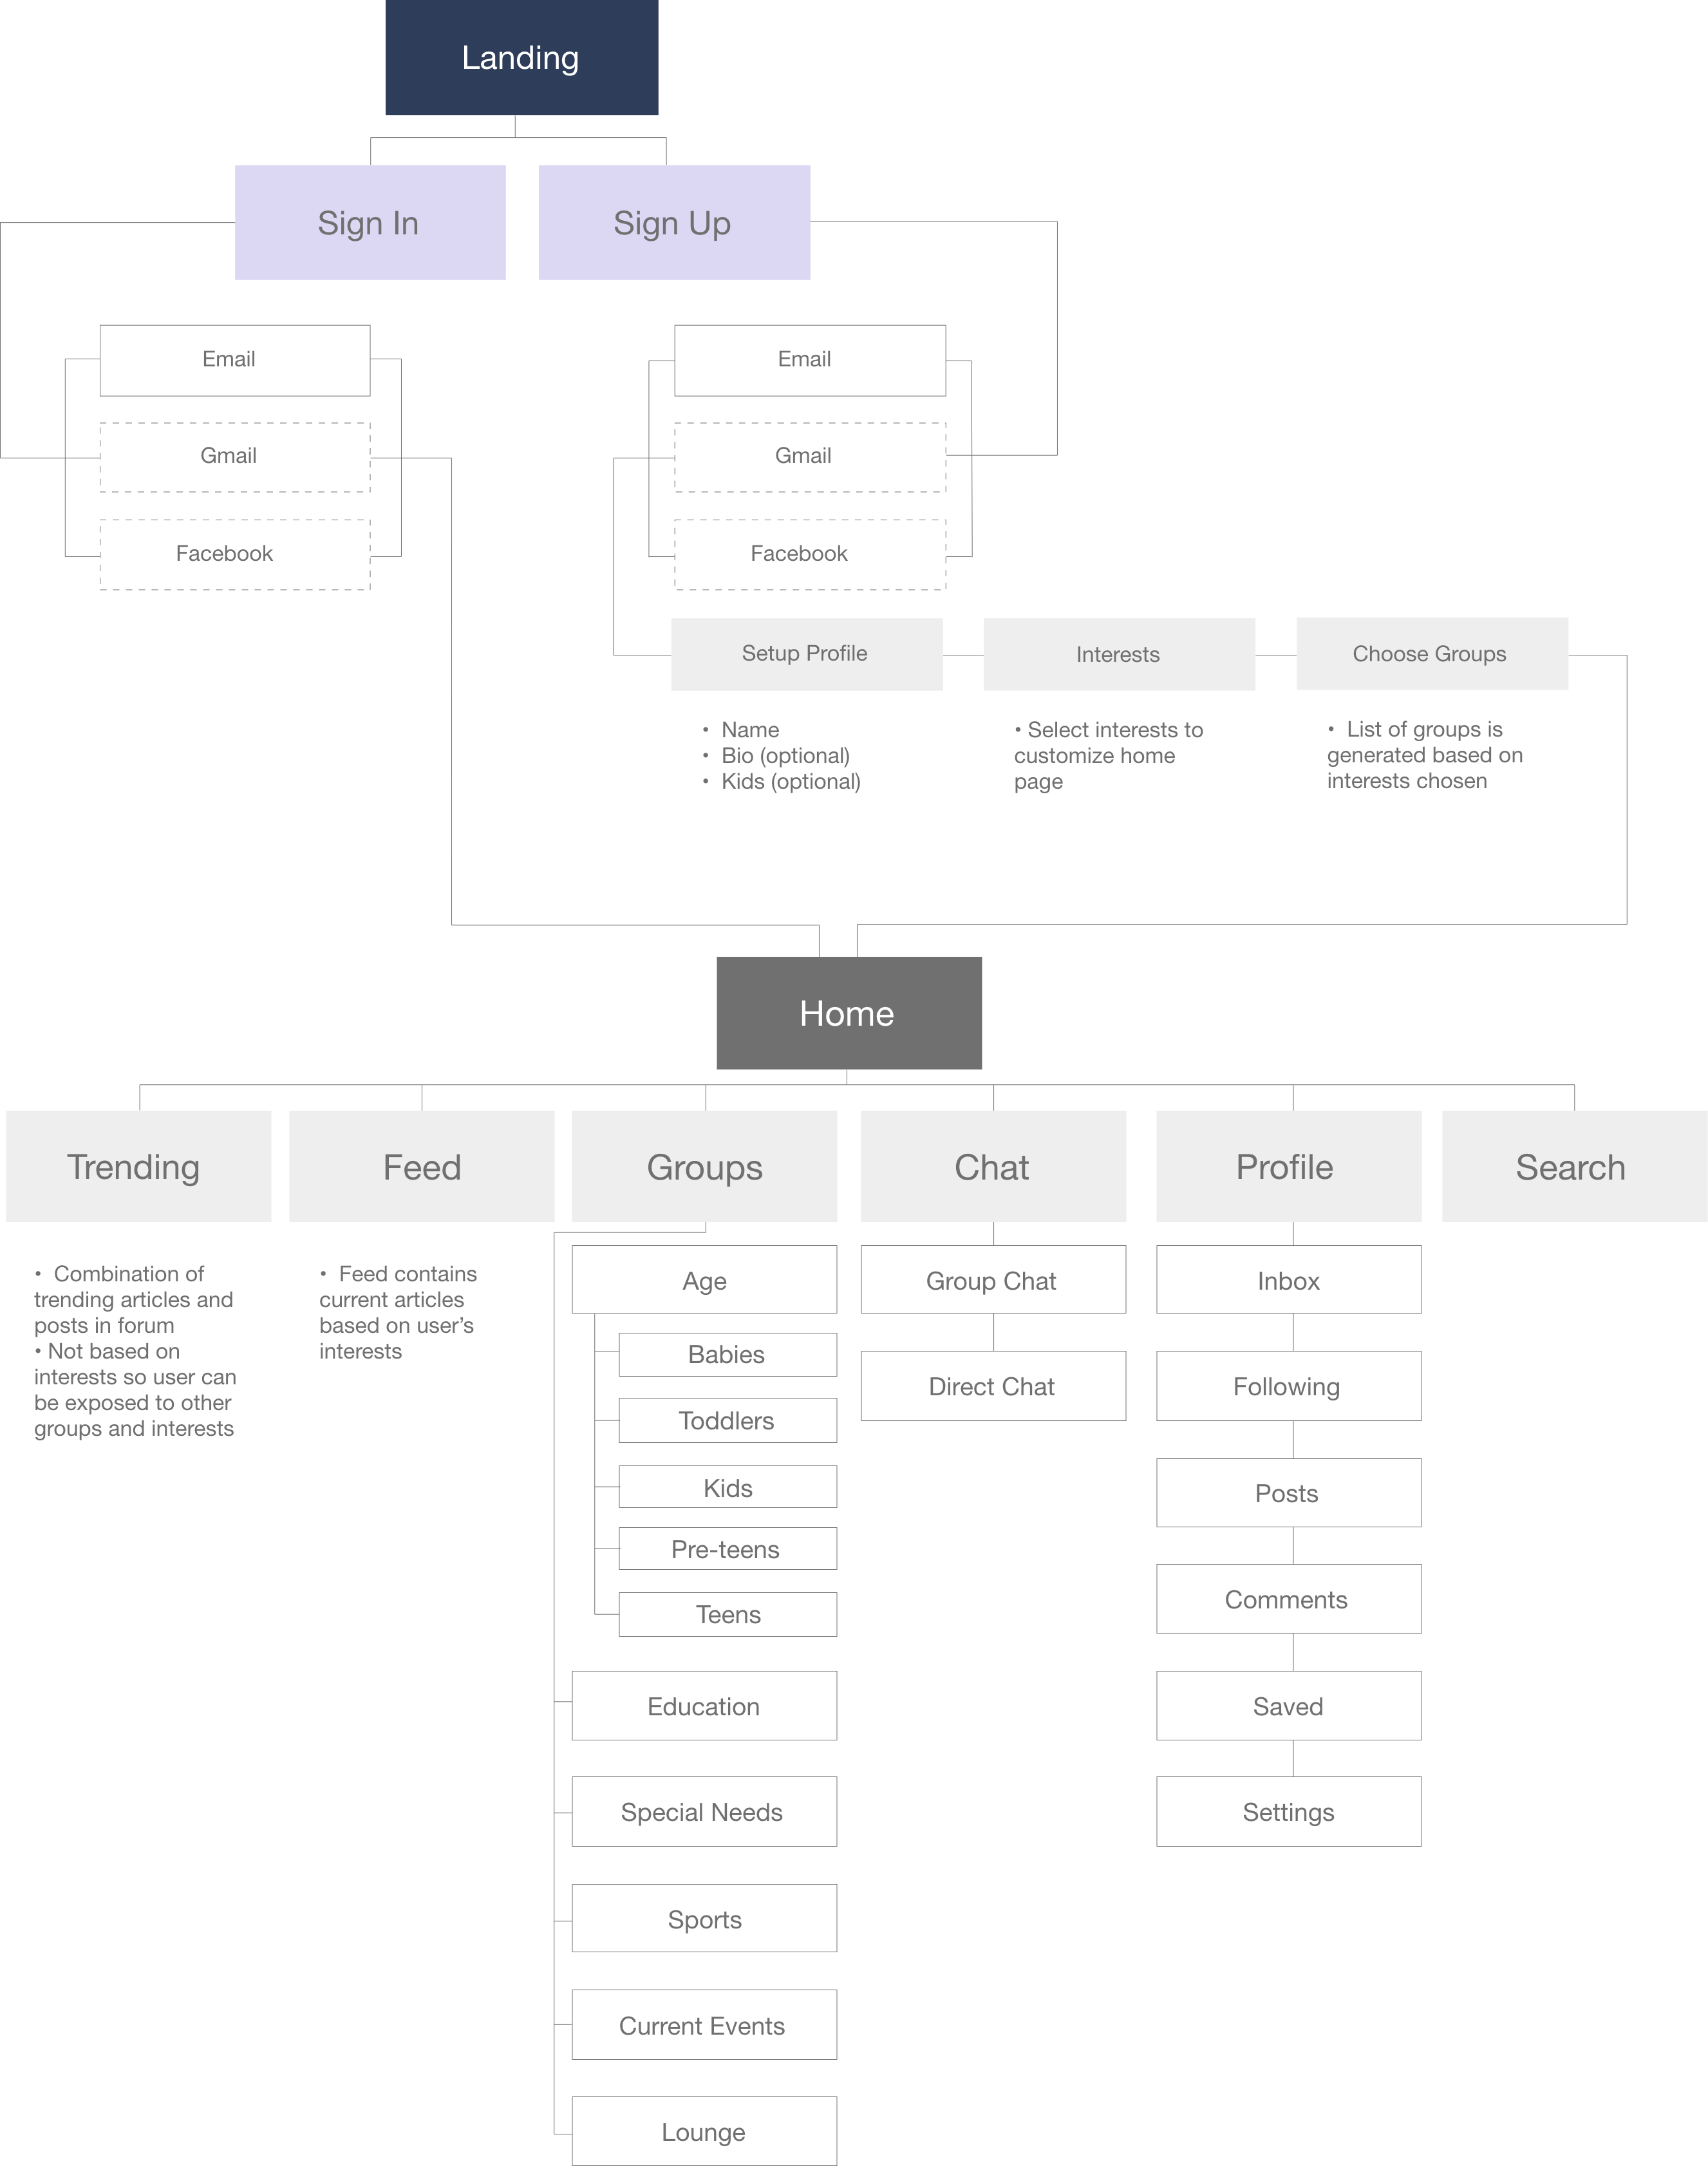 Landing
Sign In
Sign Up
Email
Gmail
Facebook
Email
Gmail
Facebook
Setup Profile
• Name
• Bio (optional)
• Kids (optional)
Interests
• Select interests to
customize home
page
Choose Groups
• List of groups is
generated based on
interests chosen
Home
Trending
• Combination of
trending articles and
posts in forum
• Not based on
interests so user can
be exposed to other
groups and interests
Feed
• Feed contains
current articles
based on user’s
interests
Groups
Age
Babies
Toddlers
Kids
Pre-teens
Teens
Education
Special Needs
Sports
Current Events
Lounge
Chat
Group Chat
Direct Chat
Profile
Inbox
Following
Posts
Comments
Saved
Settings
Search